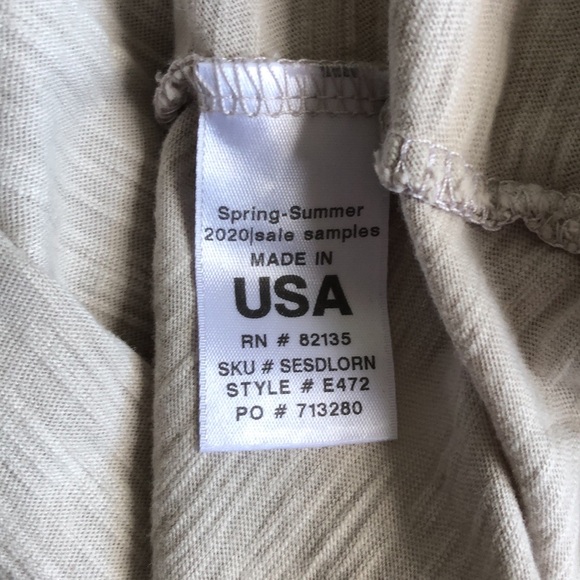 Spring-Summer
2020|sale samples
MADE IN
USA
RN # 82135
SKU # SESDLORN
STYLE # E472
PO # 713280